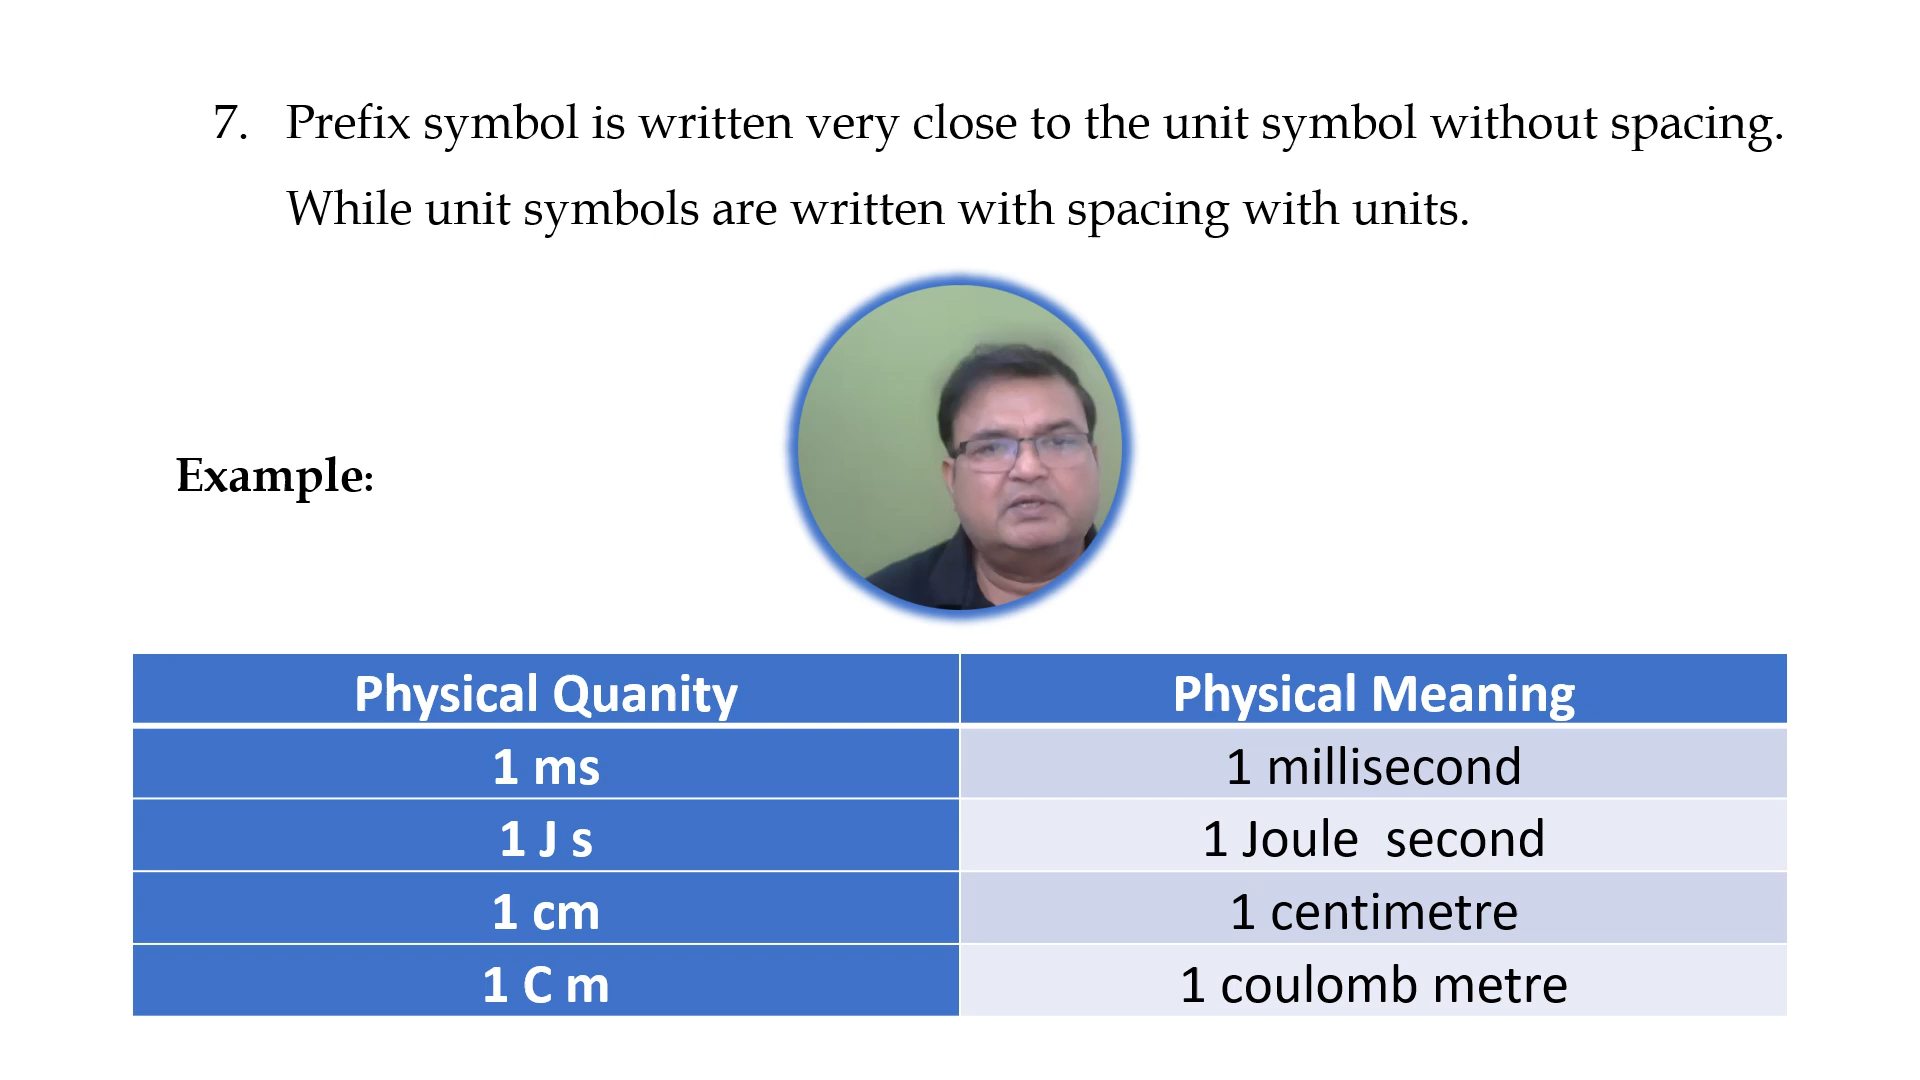 7. Prefix symbol is written very close to the unit symbol without spacing.
While unit symbols are written with spacing with units.
Example:
Physical Quanity Physical Meaning
1 ms 1 millisecond
1 J s 1 Joule second
1 cm 1 centimetre
1 C m 1 coulomb metre